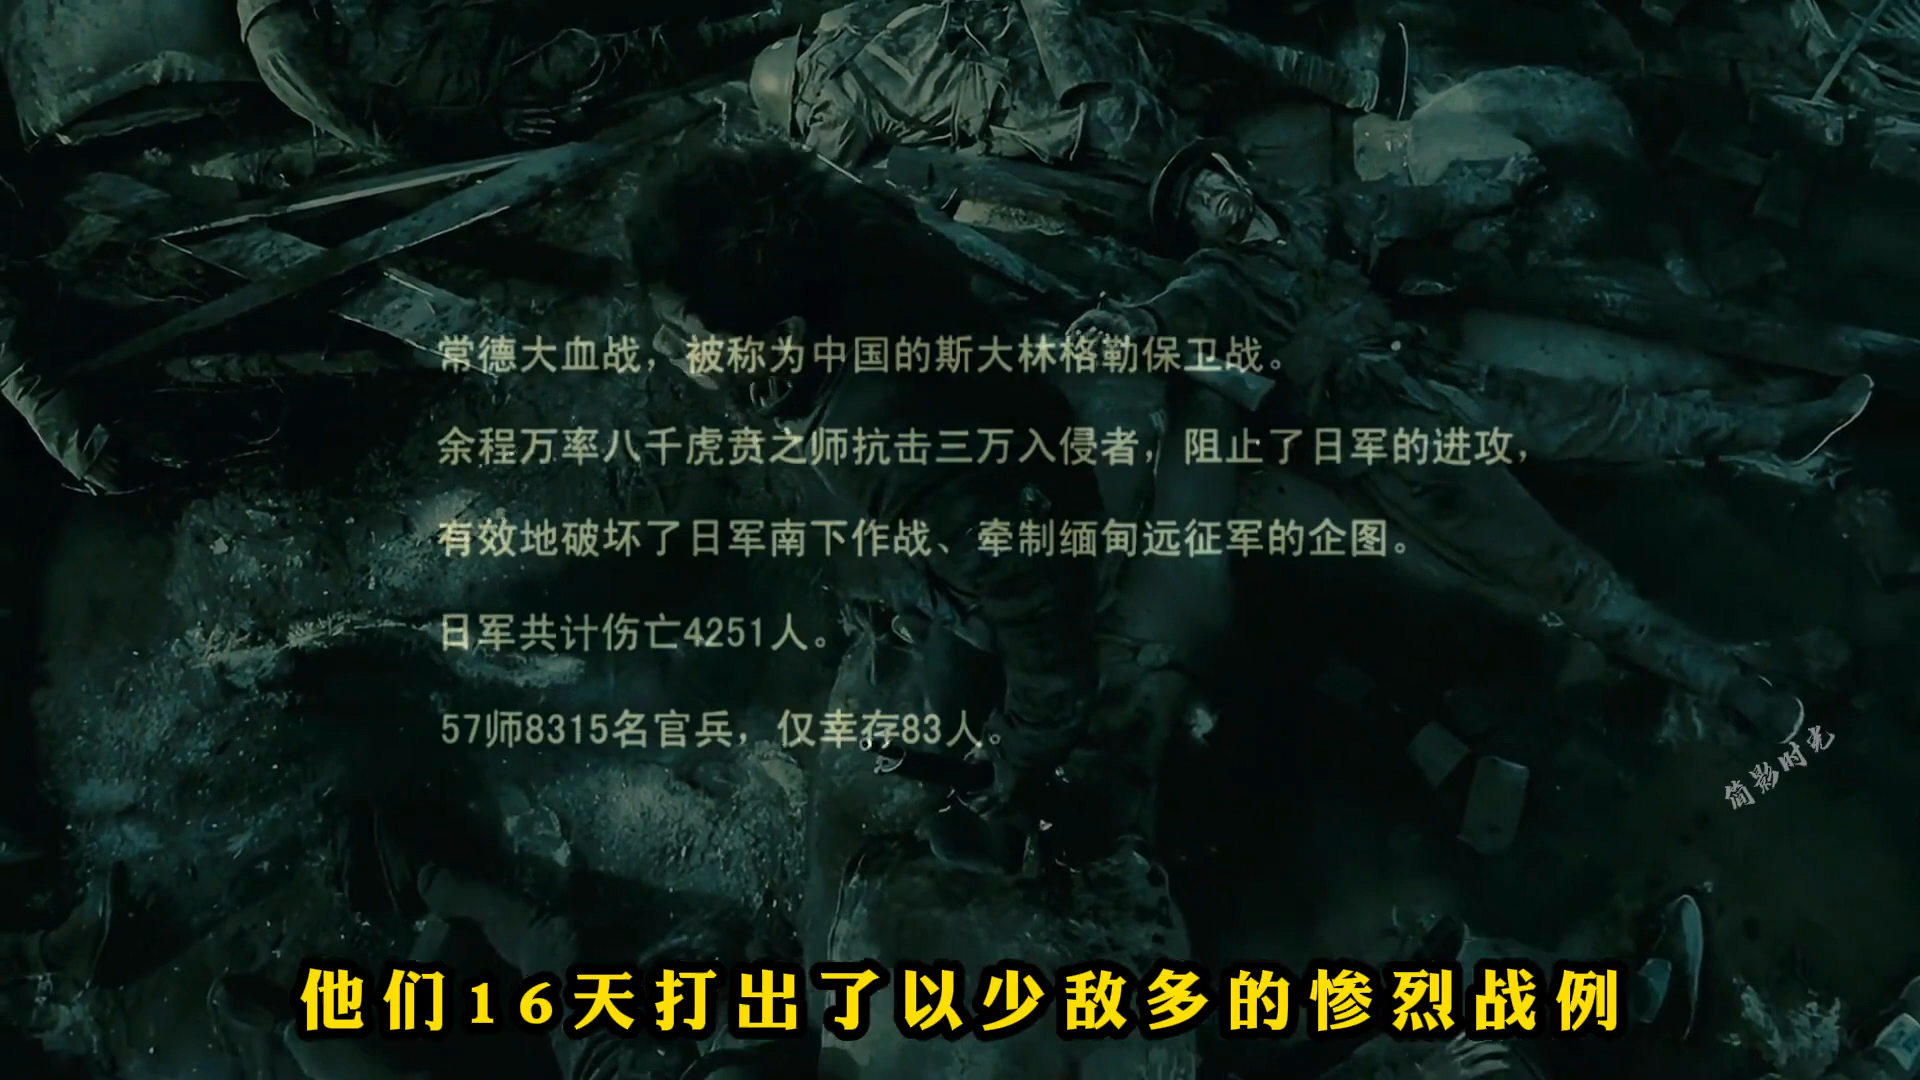 常德大血战，被称为中国的斯大林格勒保卫战。
余程万率八千虎贲之师抗击三万入侵者，阻止了日军的进攻，
有效地破坏了日军南下作战、牵制缅甸远征军的企图。
日军共计伤亡4251人。
57师8315名官兵，仅幸存83人。
简影时光
他们16天打出了以少敌多的惨烈战例